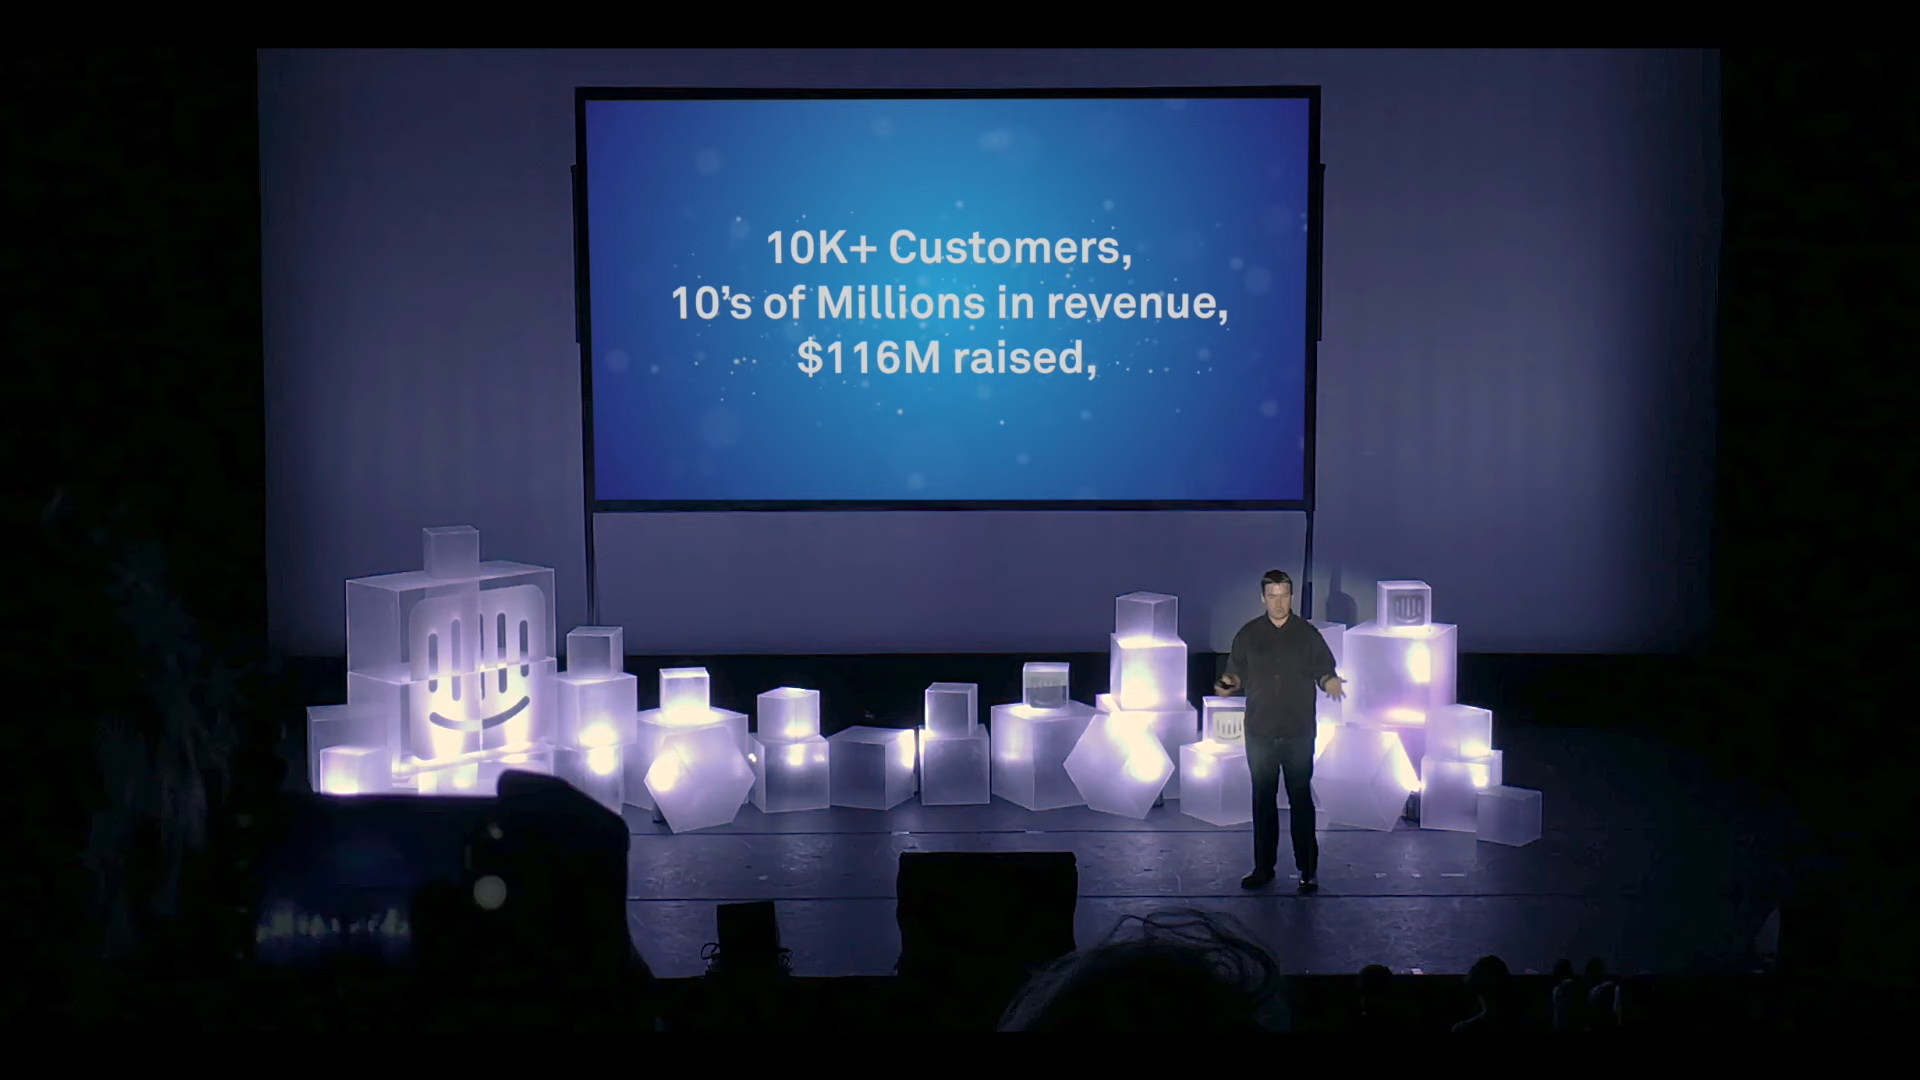 10K+ Customers,
10’s of Millions in revenue,
$116M raised,